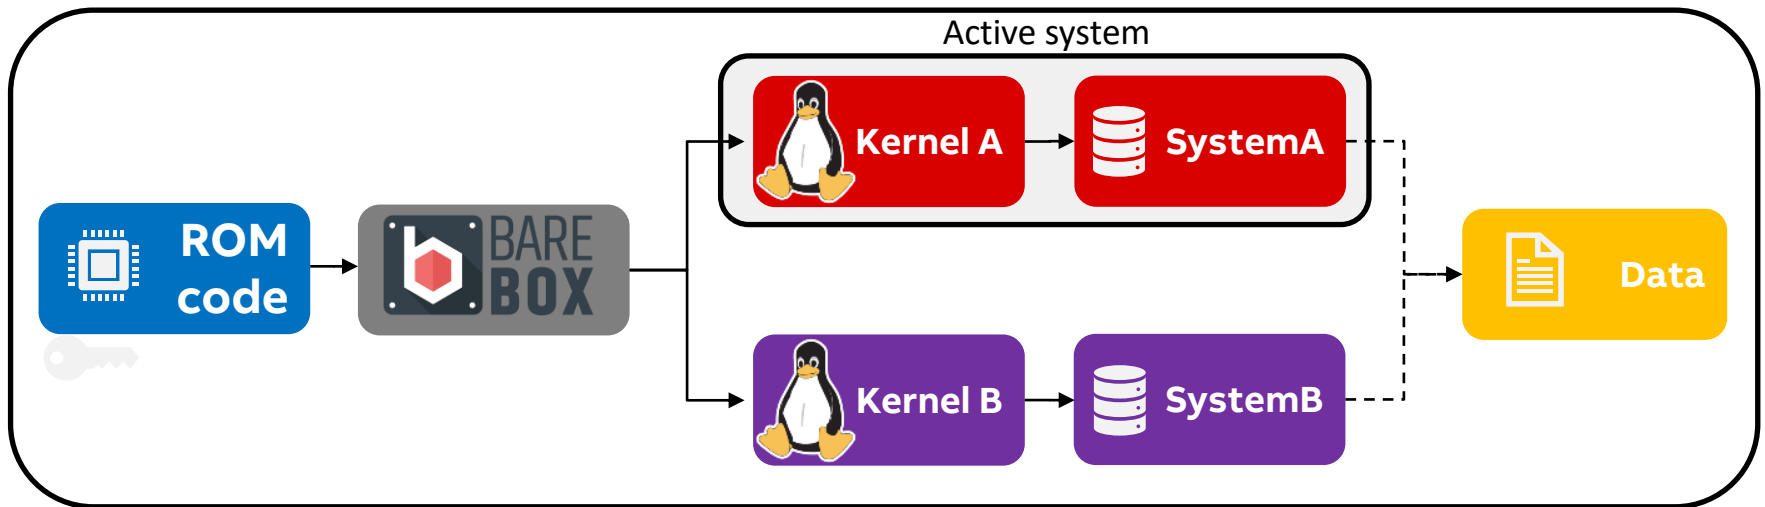 Active system
Kernel A
SystemA
ROM
code
BARE
BOX
Data
Kernel B
SystemB